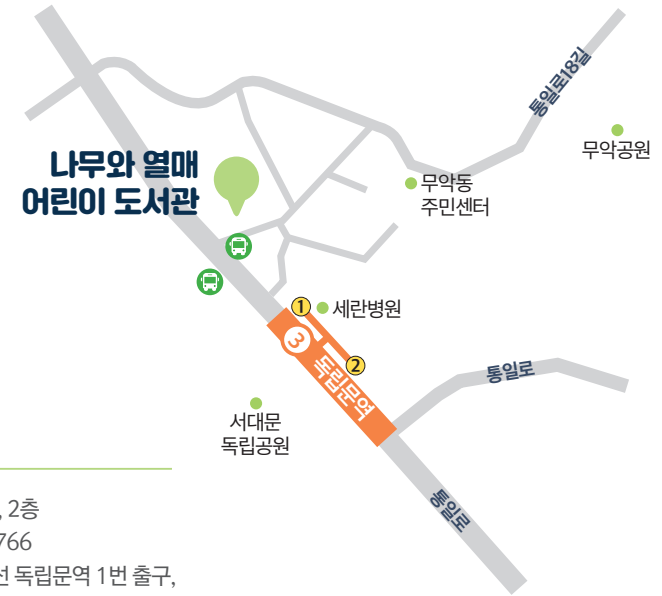 통일로18길
무악공원
나무와 열매
어린이 도서관
무악동
주민센터
1
세란병원
3
독립문역
2
통일로
서대문
독립공원
통일로
, 2층
766
선 독립문역 1번 출구,